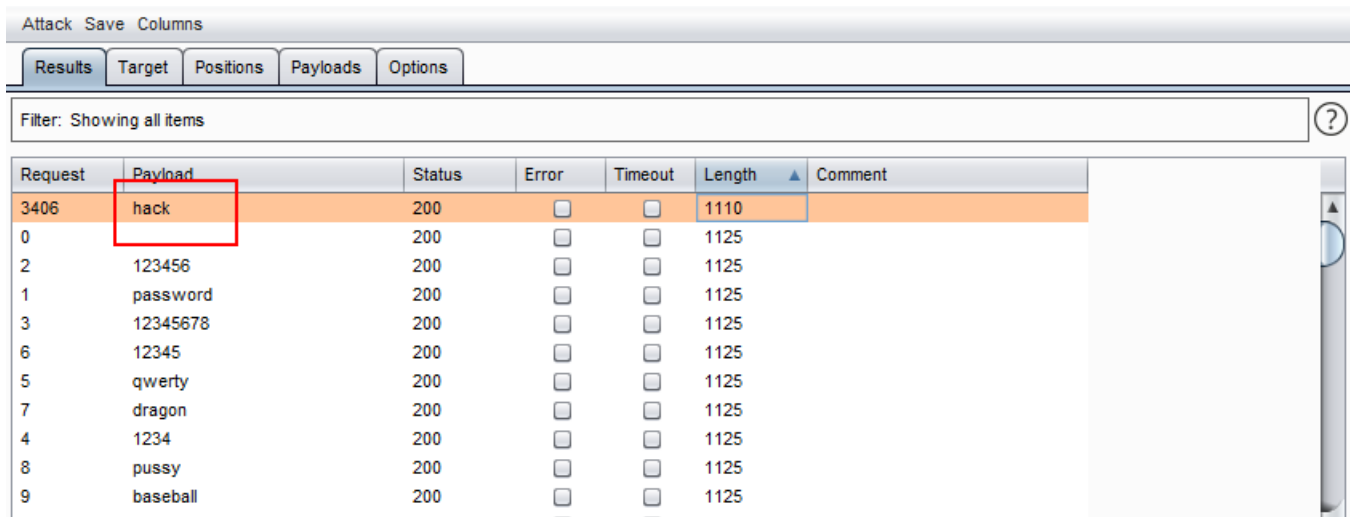 Attack Save Columns
Results Target Positions Payloads Options
Filter: Showing all items ?
Request Payload Status Error Timeout Length Comment
3406 hack 200 1110
0 200 1125
2 123456 200 1125
1 password 200 1125
3 12345678 200 1125
6 12345 200 1125
5 qwerty 200 1125
7 dragon 200 1125
4 1234 200 1125
8 pussy 200 1125
9 baseball 200 1125